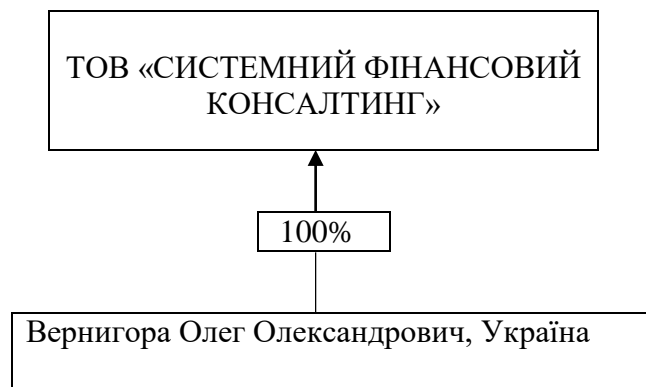 ТОВ «СИСТЕМНИЙ ФІНАНСОВИЙ
КОНСАЛТИНГ»
100%
Вернигора Олег Олександрович, Україна